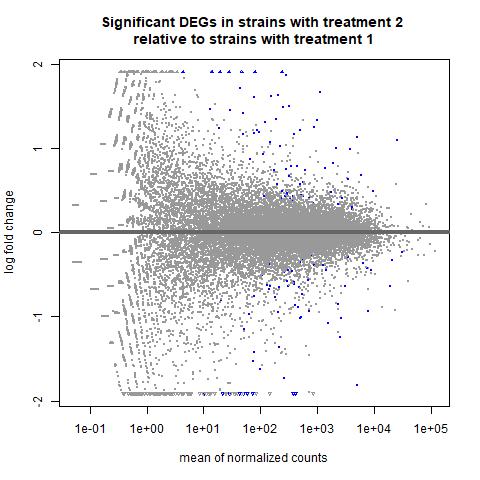 Significant DEGs in strains with treatment 2
relative to strains with treatment 1
2
1
0
-1
-2
log fold change
1e-01 1e+00 1e+01 1e+02 1e+03 1e+04 1e+05
mean of normalized counts